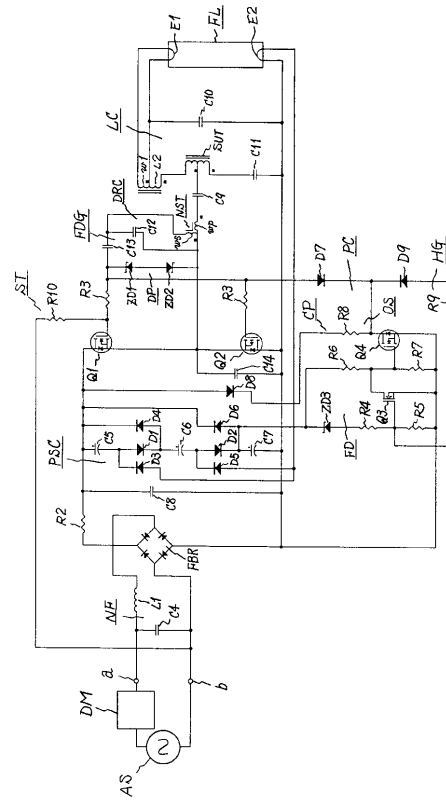 AS
DM
a
b
NF
C4
L1
FBR
ST
R10
R2
C8
PSC
C5
D3
D4
D1
C6
D5
D2
D6
C7
D8
C14
Q1
Q2
R3
R3
FDG
C13
C12
ZD1
DP
ZD2
DRC
NST
ws
wp
C9
w1
L2
LC
SUT
C10
C11
E1
FL
E2
D7
PC
D9
HG
R9
CP
R8
OS
Q4
R6
R7
Q3
ZD3
FD
R4
R5